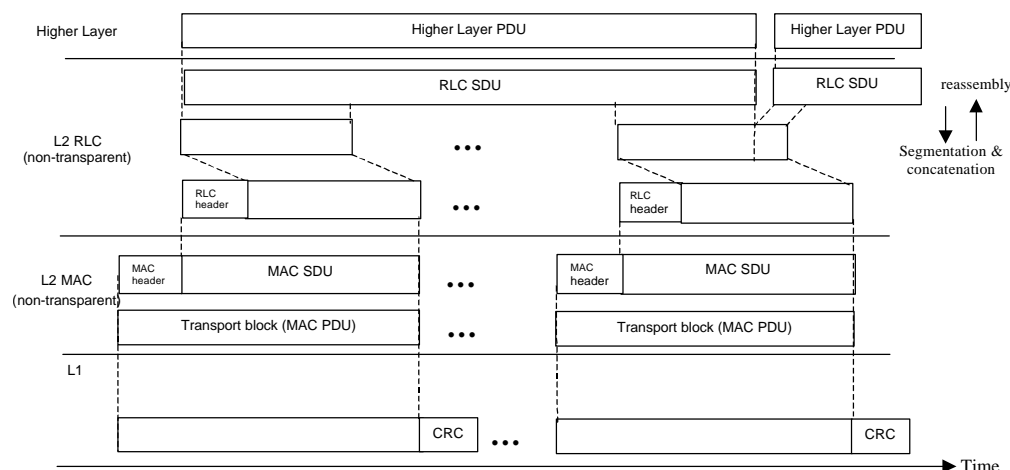 Higher Layer
Higher Layer PDU
Higher Layer PDU
RLC SDU
RLC SDU
reassembly
L2 RLC
(non-transparent)
•••
Segmentation &
concatenation
RLC
header
•••
RLC
header
L2 MAC
(non-transparent)
MAC
header
MAC SDU
•••
MAC
header
MAC SDU
Transport block (MAC PDU)
•••
Transport block (MAC PDU)
L1
CRC
•••
CRC
Time